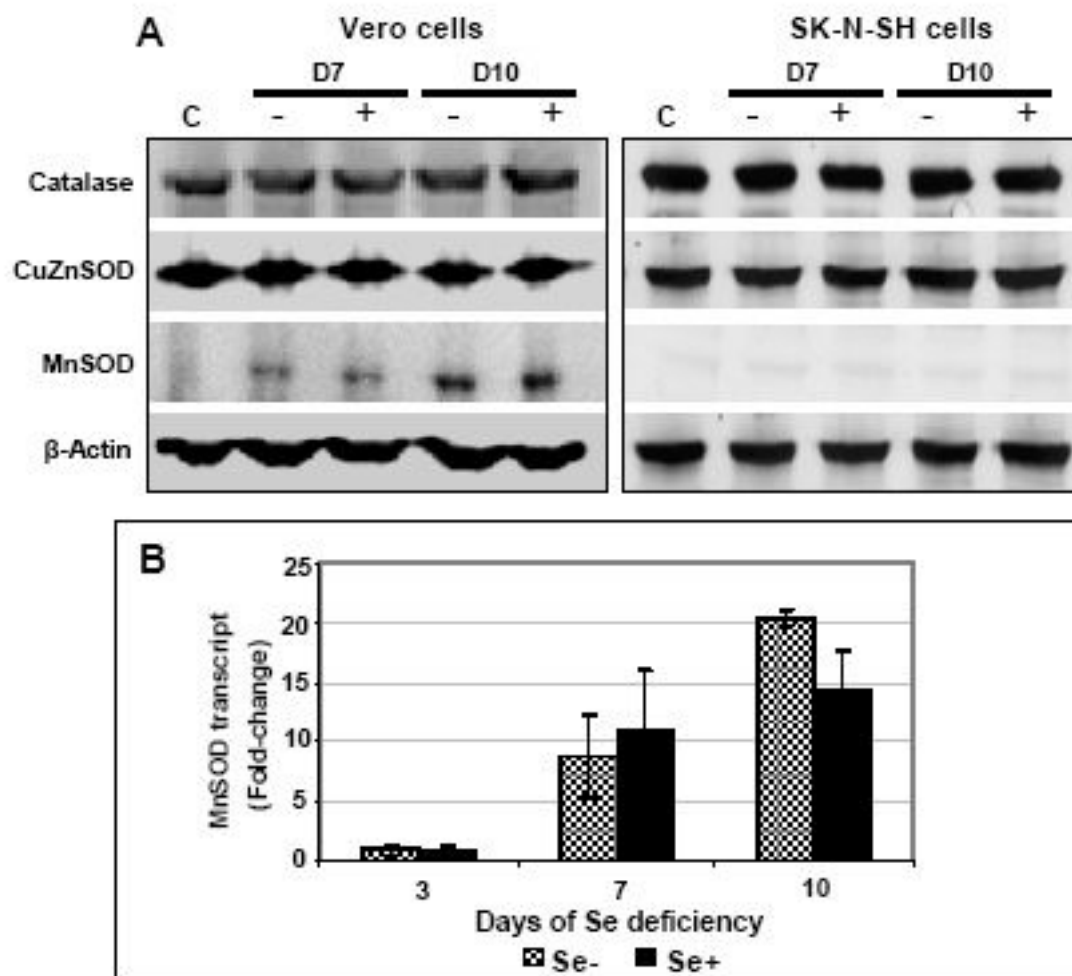 A
Vero cells
SK-N-SH cells
D7 D10 D7 D10
C - + - + C - + - +
Catalase
CuZnSOD
MnSOD
β-Actin
B
MnSOD transcript
(Fold-change)
25
20
15
10
5
0
3 7 10
Days of Se deficiency
Se- Se+